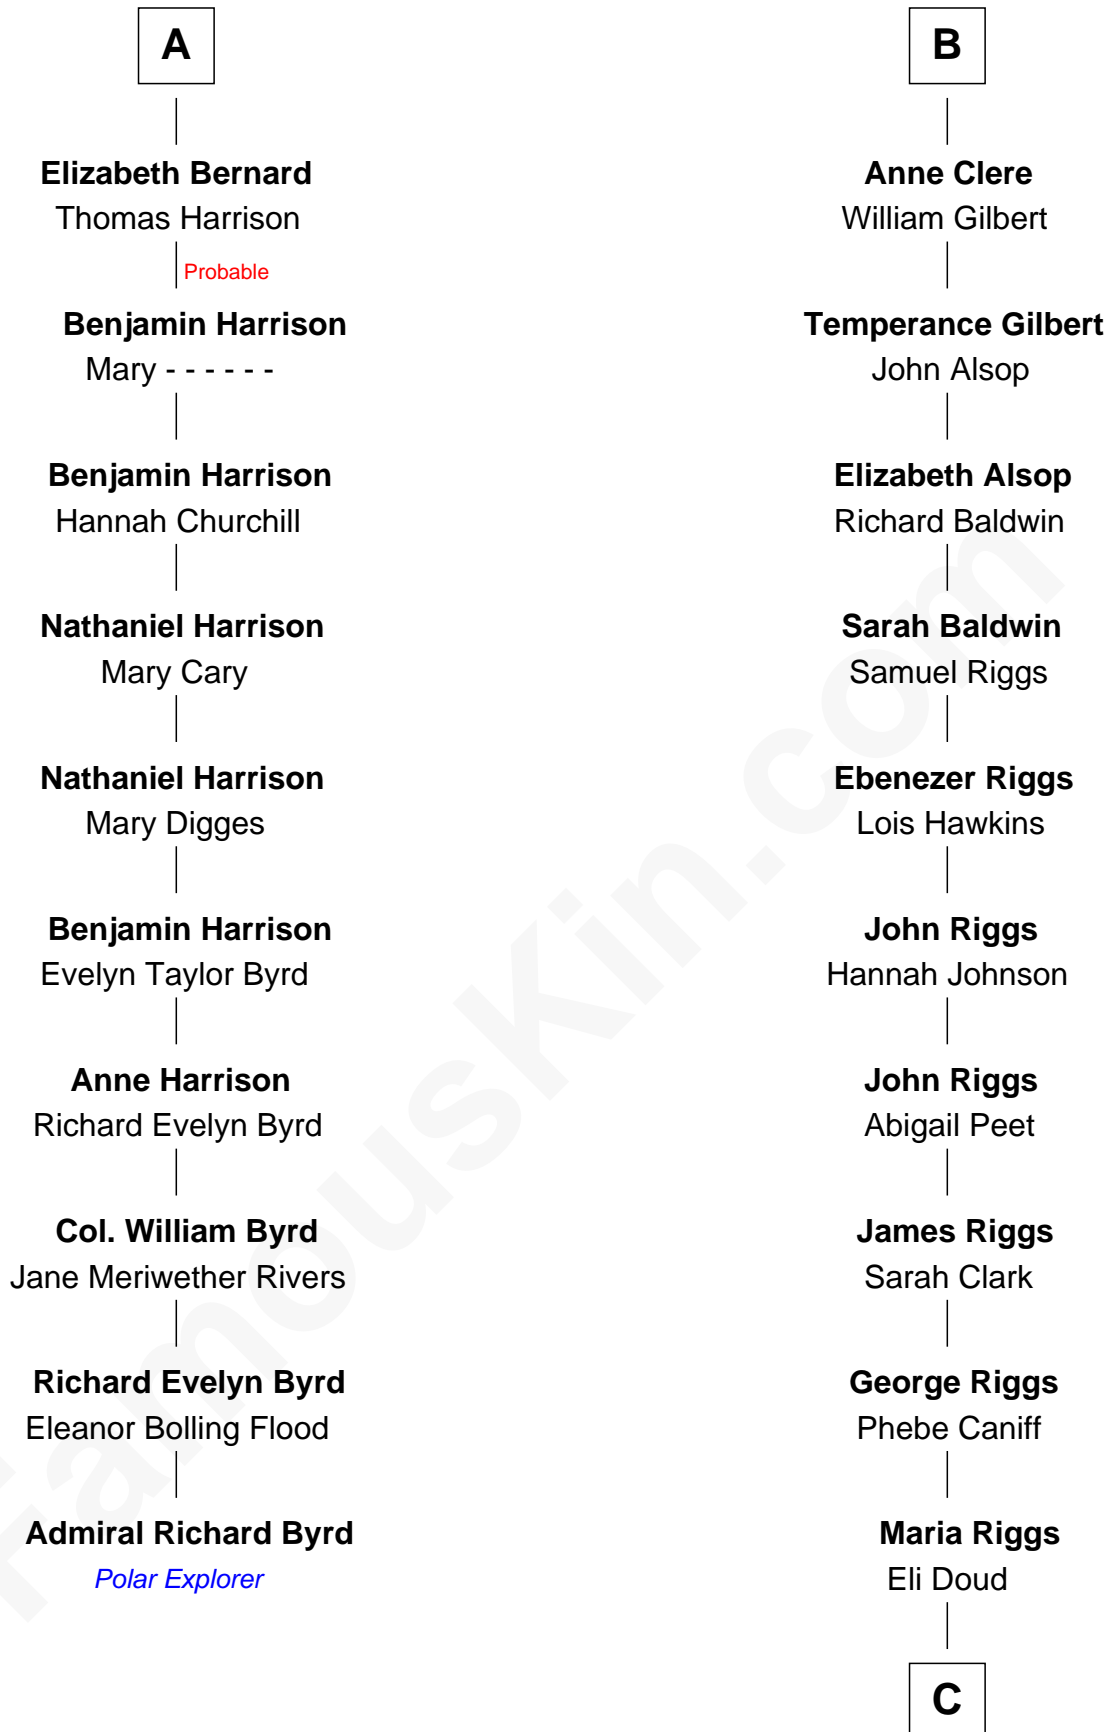 A
Elizabeth Bernard
Thomas Harrison
Probable
Benjamin Harrison
Mary - - - - - -
Benjamin Harrison
Hannah Churchill
Nathaniel Harrison
Mary Cary
Nathaniel Harrison
Mary Digges
Benjamin Harrison
Evelyn Taylor Byrd
Anne Harrison
Richard Evelyn Byrd
Col. William Byrd
Jane Meriwether Rivers
Richard Evelyn Byrd
Eleanor Bolling Flood
Admiral Richard Byrd
Polar Explorer
B
Anne Clere
William Gilbert
Temperance Gilbert
John Alsop
Elizabeth Alsop
Richard Baldwin
Sarah Baldwin
Samuel Riggs
Ebenezer Riggs
Lois Hawkins
John Riggs
Hannah Johnson
John Riggs
Abigail Peet
James Riggs
Sarah Clark
George Riggs
Phebe Caniff
Maria Riggs
Eli Doud
C
FamousKin.com